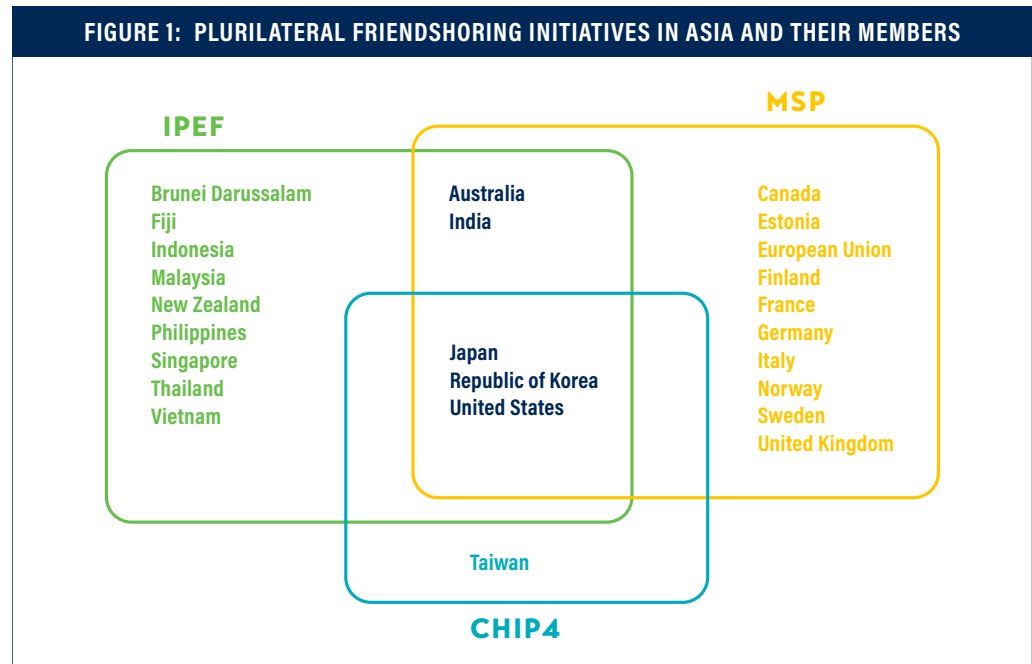 FIGURE 1: PLURILATERAL FRIENDSHORING INITIATIVES IN ASIA AND THEIR MEMBERS
IPEF
Brunei Darussalam
Fiji
Indonesia
Malaysia
New Zealand
Philippines
Singapore
Thailand
Vietnam
Australia
India
Japan
Republic of Korea
United States
MSP
Canada
Estonia
European Union
Finland
France
Germany
Italy
Norway
Sweden
United Kingdom
Taiwan
CHIP4